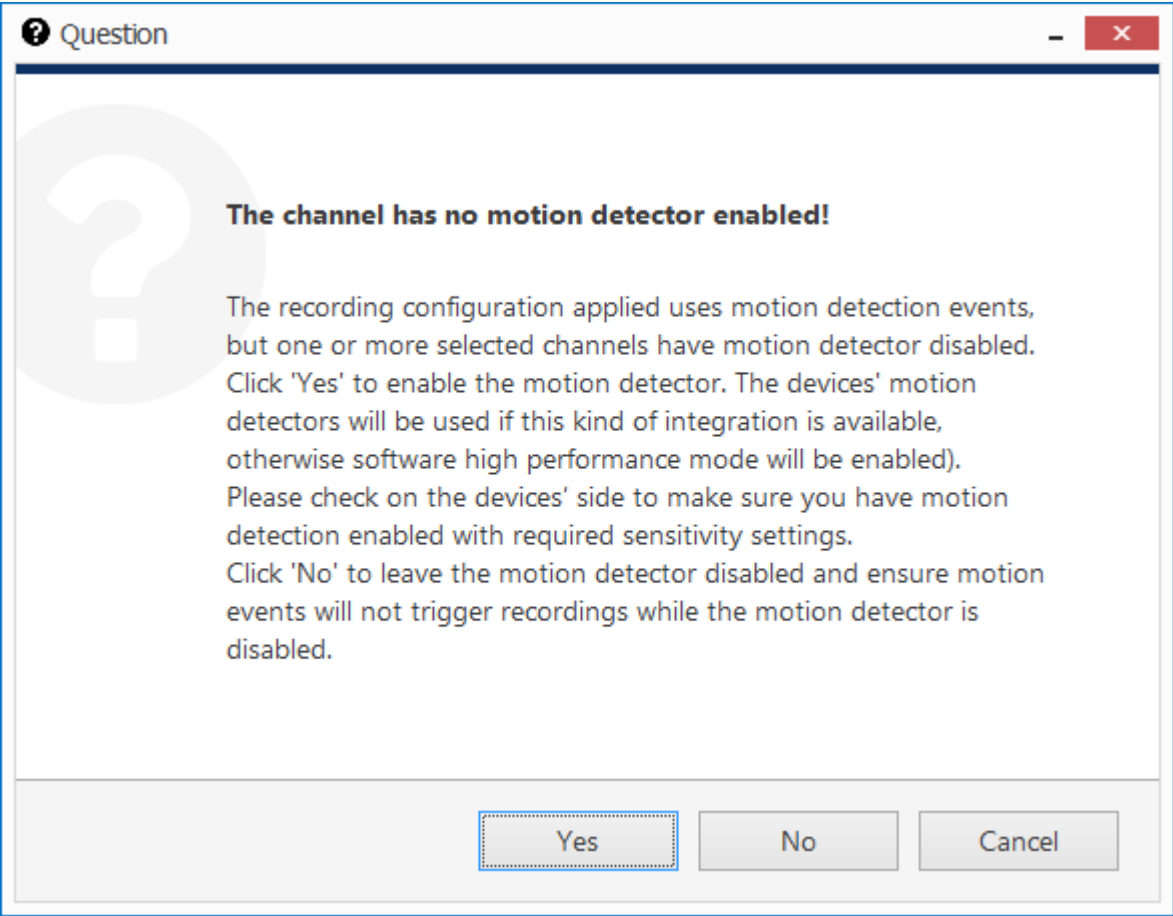 Question
The channel has no motion detector enabled!
The recording configuration applied uses motion detection events,
but one or more selected channels have motion detector disabled.
Click 'Yes' to enable the motion detector. The devices' motion
detectors will be used if this kind of integration is available,
otherwise software high performance mode will be enabled).
Please check on the devices’ side to make sure you have motion
detection enabled with required sensitivity settings.
Click 'No' to leave the motion detector disabled and ensure motion
events will not trigger recordings while the motion detector is
disabled.
Yes No Cancel